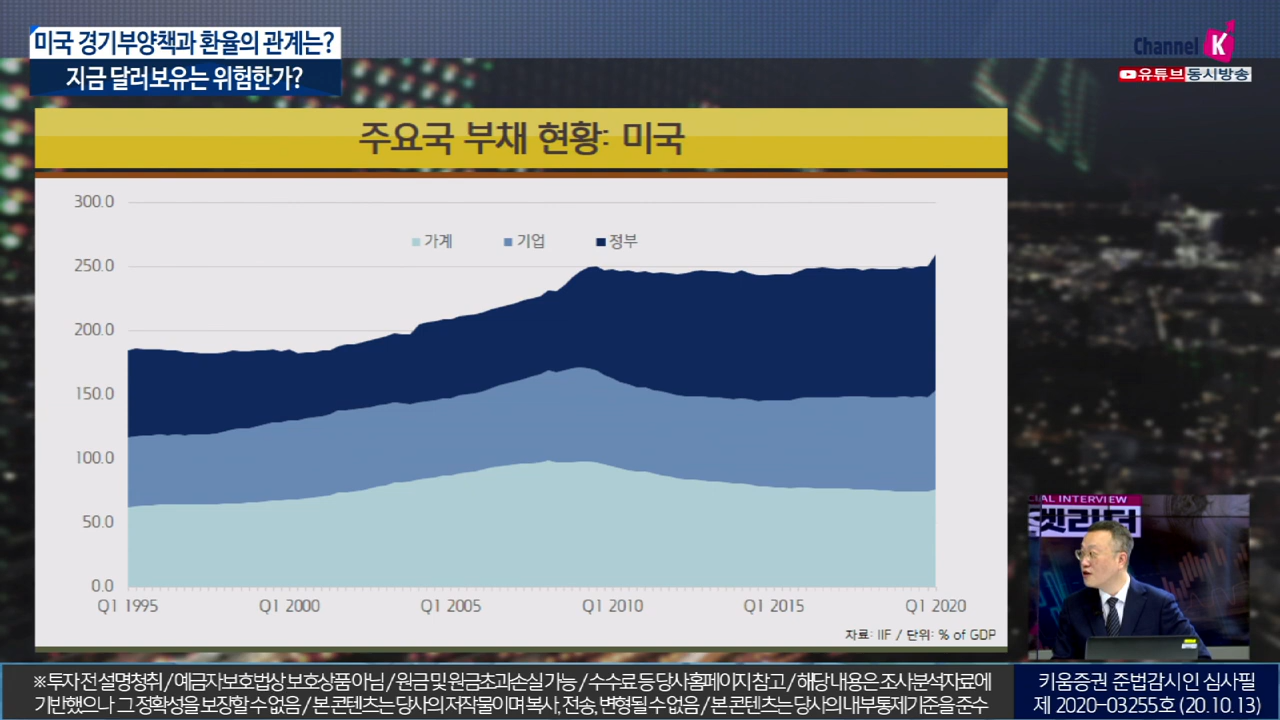 미국 경기부양책과 환율의 관계는?
지금 달러보유는 위험한가?
Channel K
유튜브동시방송
주요국 부채 현황: 미국
300.0
250.0
200.0
150.0
100.0
50.0
0.0
가계 기업 정부
Q1 1995 Q1 2000 Q1 2005 Q1 2010 Q1 2015 Q1 2020
자료: IIF / 단위: % of GDP
IAL INTERVIEW
켓리더
※투자 전 설명청취 / 예금자보호법상 보호상품 아님 / 원금 및 원금초과손실 가능 / 수수료 등 당사홈페이지 참고 / 해당 내용은 조사분석자료에
기반했으나 그 정확성을 보장할 수 없음 / 본 콘텐츠는 당사의 저작물이며 복사, 전송, 변형될 수 없음 / 본 콘텐츠는 당사의 내부통제기준을 준수
키움증권 준법감시인 심사필
제 2020-03255호 (20.10.13)